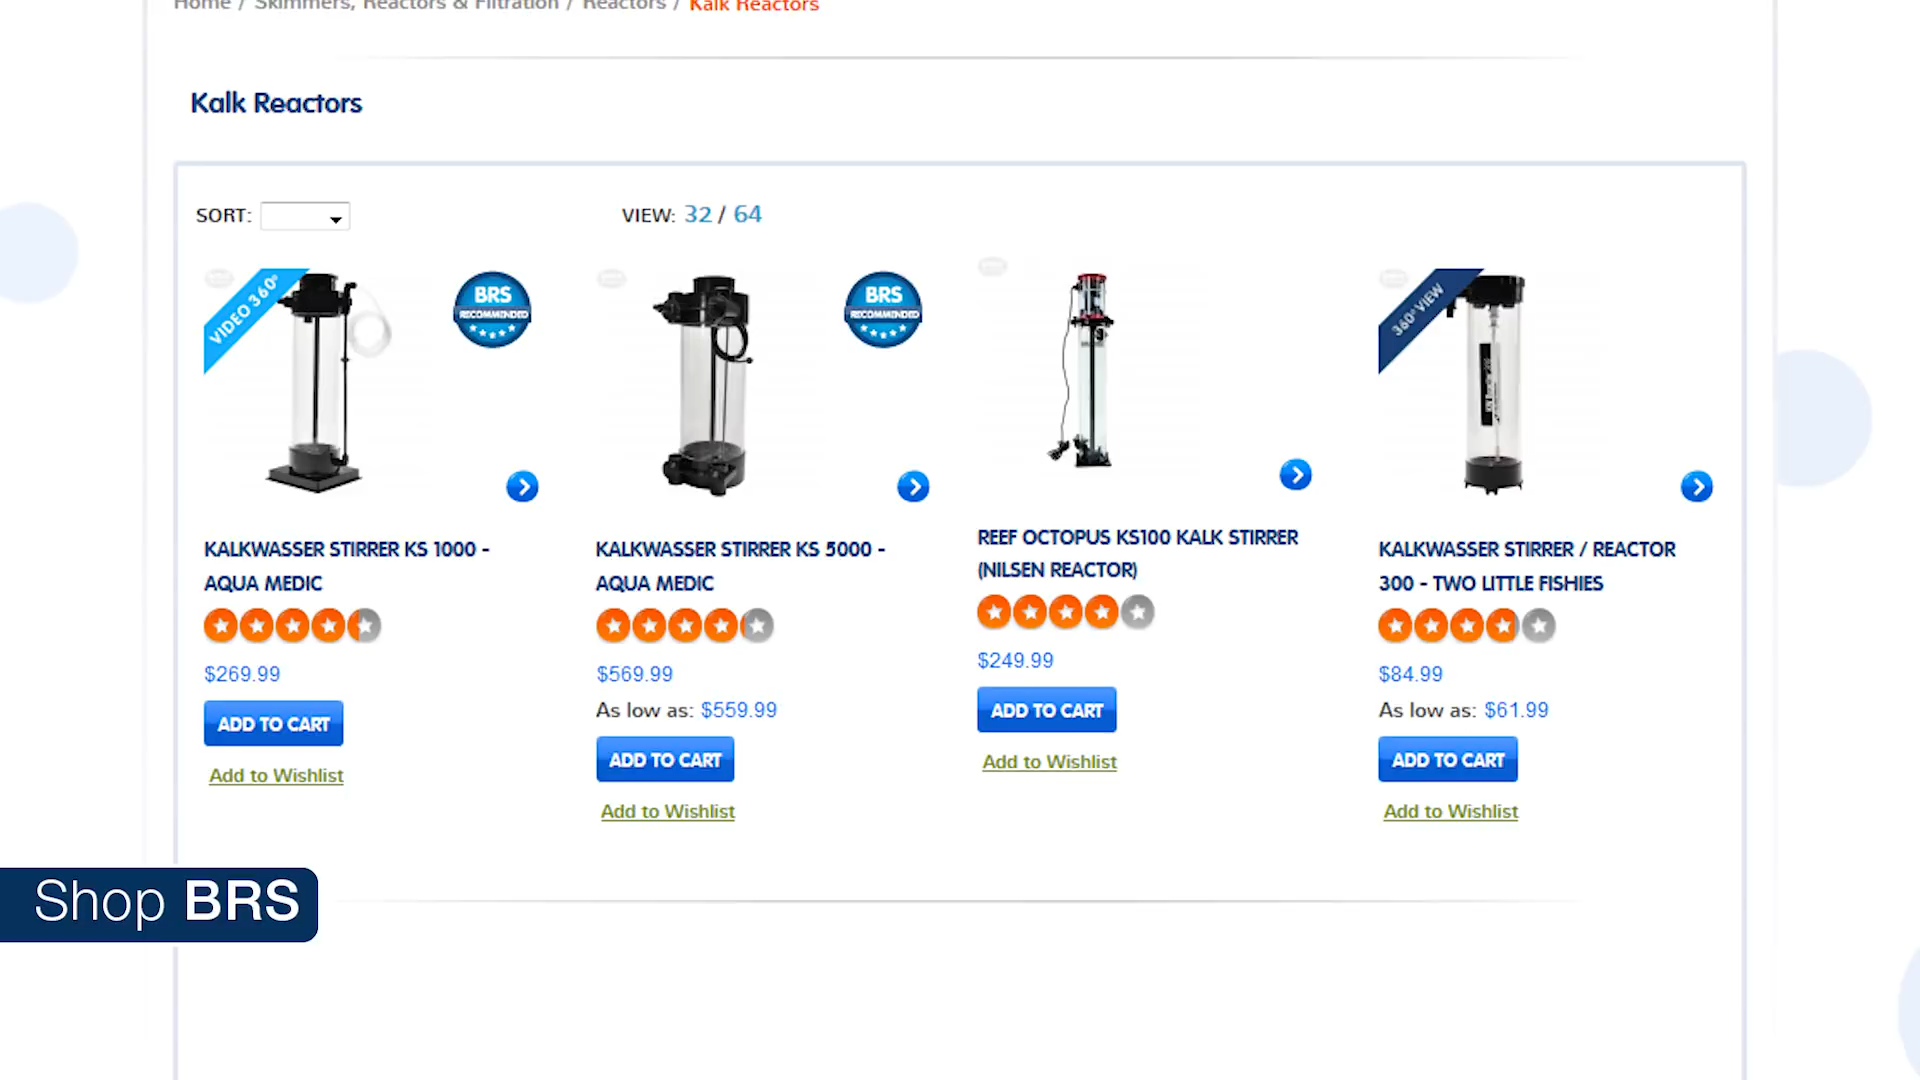 Home / Skimmers, Reactors & Filtration / Reactors / Kalk Reactors
Kalk Reactors
SORT:
VIEW: 32 / 64
VIDEO 360°
BRS
RECOMMENDED
BRS
RECOMMENDED
360° VIEW
KALKWASSER STIRRER KS 1000 -
AQUA MEDIC
$269.99
ADD TO CART
Add to Wishlist
KALKWASSER STIRRER KS 5000 -
AQUA MEDIC
$569.99
As low as: $559.99
ADD TO CART
Add to Wishlist
REEF OCTOPUS KS100 KALK STIRRER
(NILSEN REACTOR)
$249.99
ADD TO CART
Add to Wishlist
KALKWASSER STIRRER / REACTOR
300 - TWO LITTLE FISHIES
$84.99
As low as: $61.99
ADD TO CART
Add to Wishlist
Shop BRS